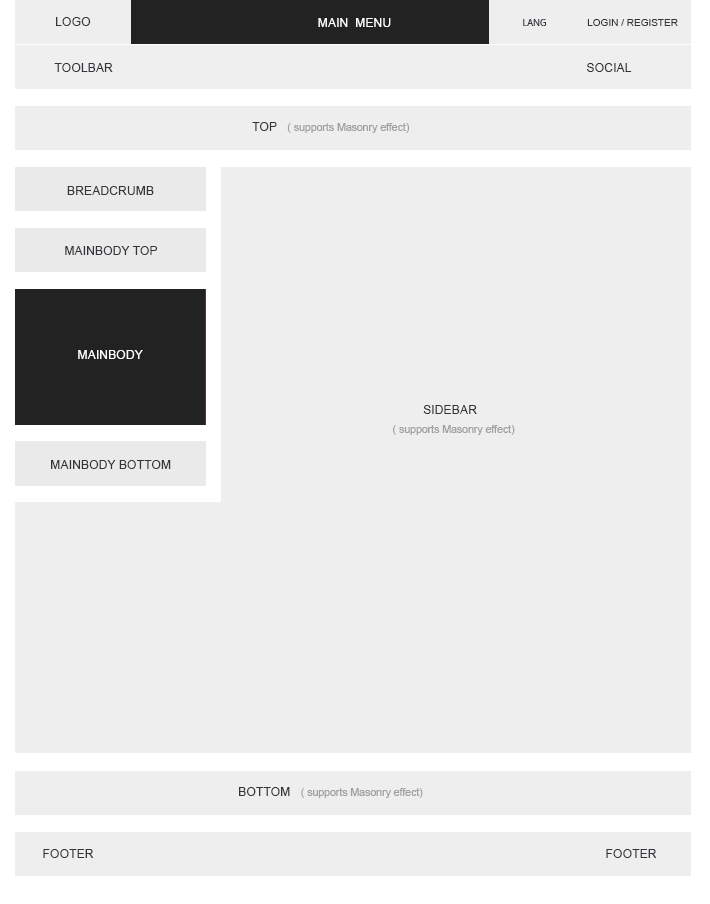 LOGO MAIN MENU LANG LOGIN / REGISTER
TOOLBAR SOCIAL
TOP ( supports Masonry effect)
BREADCRUMB
MAINBODY TOP
MAINBODY
SIDEBAR
( supports Masonry effect)
MAINBODY BOTTOM
BOTTOM ( supports Masonry effect)
FOOTER FOOTER